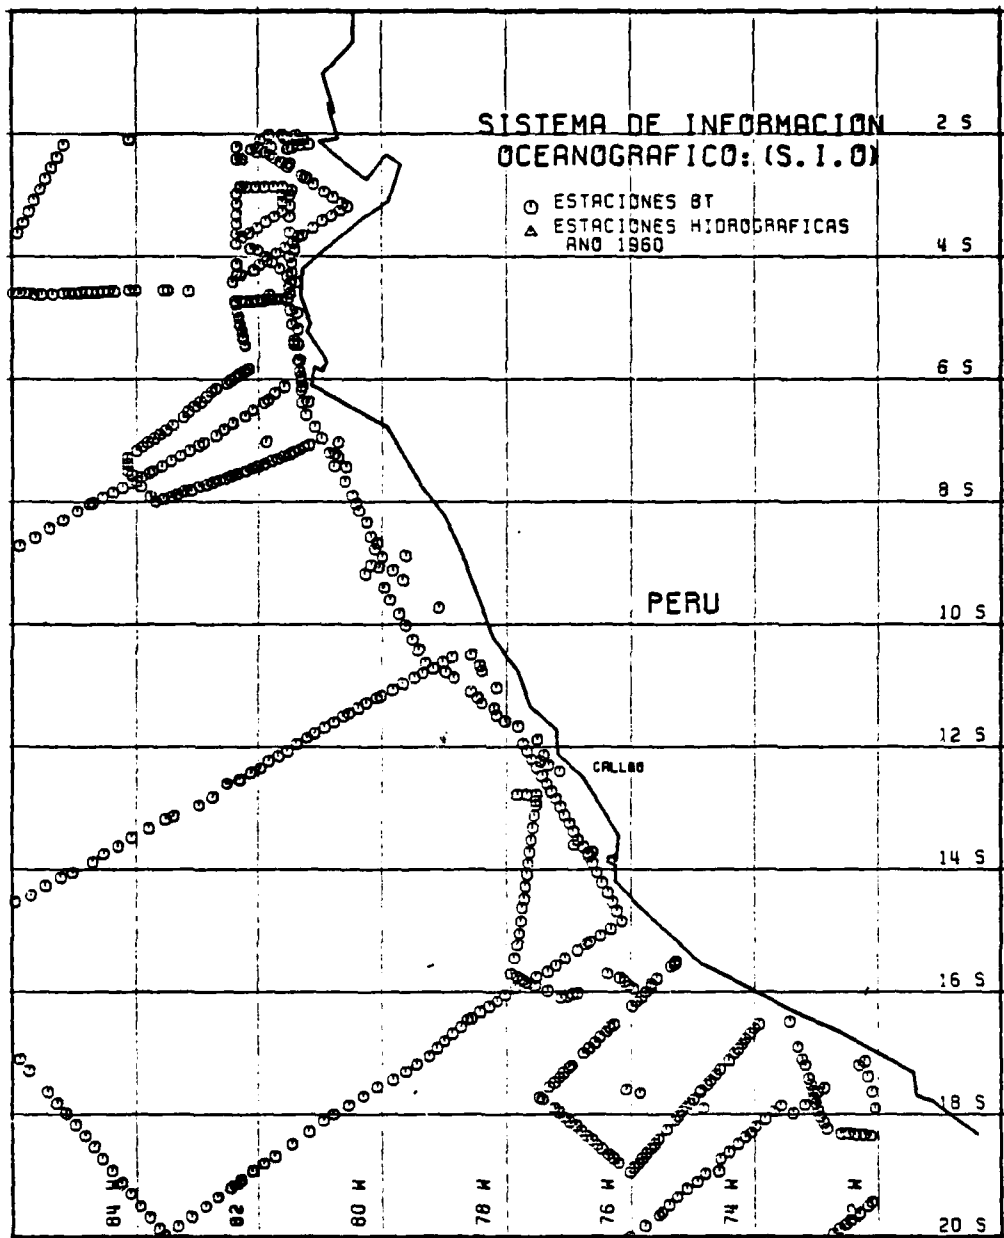 SISTEMA DE INFORMACION
OCEANOGRAFICO: (S.I.O)
ESTACIONES BT
ESTACIONES HIDROGRAFICAS
ANO 1960
2 S
4 S
6 S
8 S
PERU
10 S
12 S
CALLAO
14 S
16 S
18 S
84 W
82
80 W
78 W
76 W
74 W
2 W
20 S